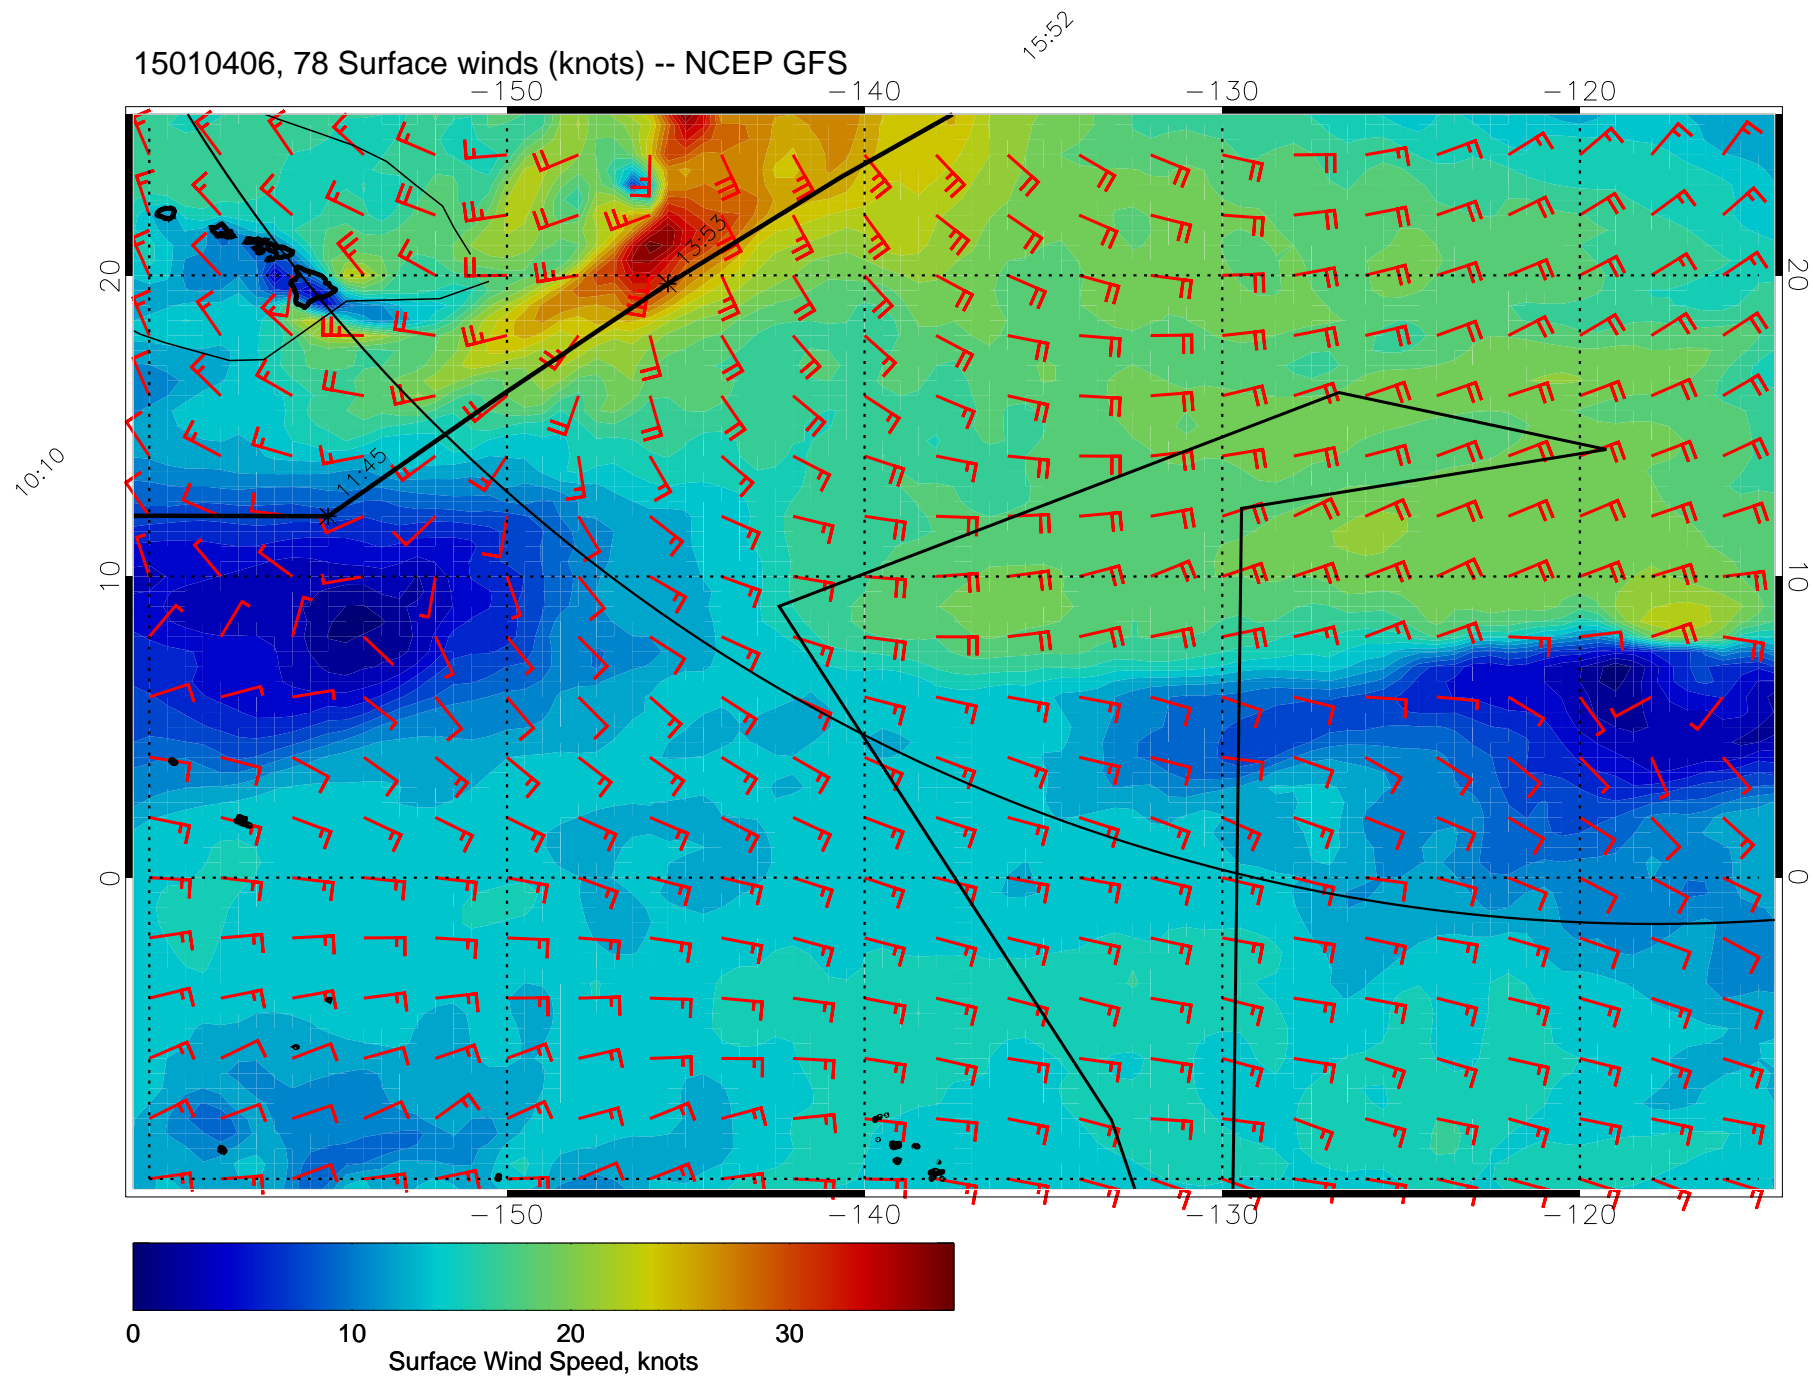 15:52
15010406, 78 Surface winds (knots) -- NCEP GFS
−150 −140 −130 −120
13:53
20 20
10:10
11:45
10 10
0 0
−150 −140 −130 −120
0 10 20 30
Surface Wind Speed, knots